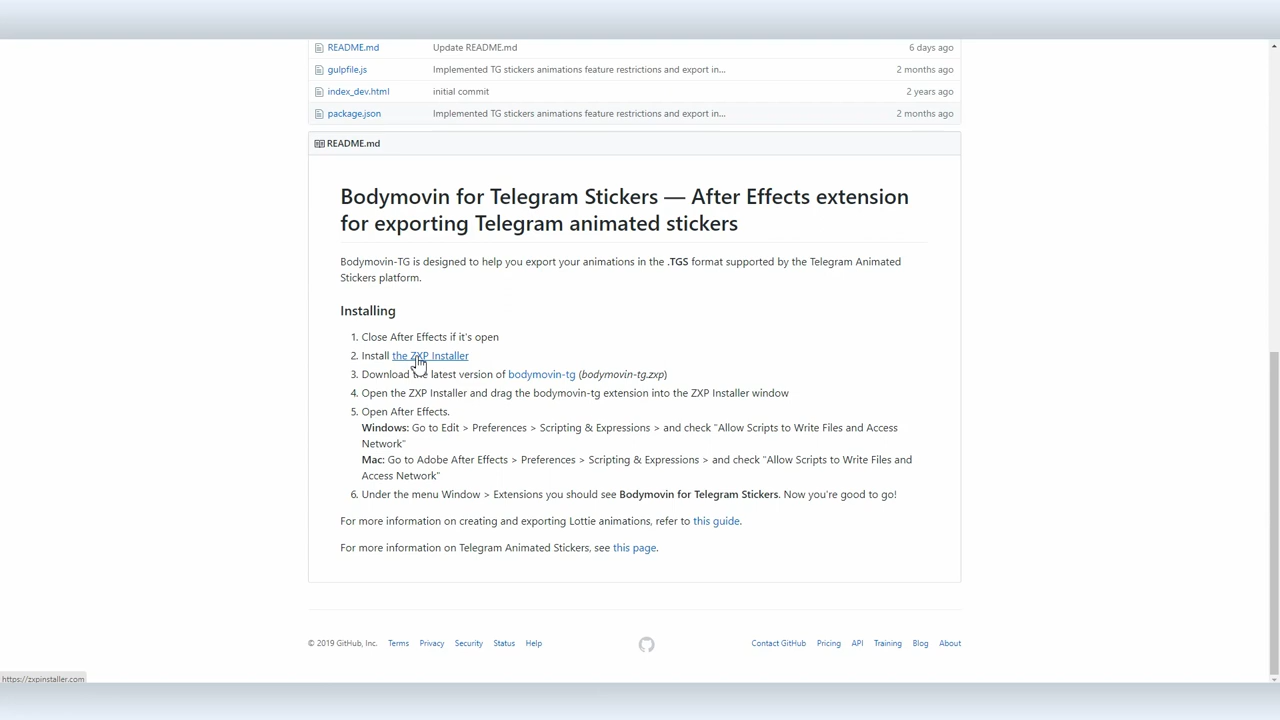 README.md Update README.md 6 days ago
gulpfile.js Implemented TG stickers animations feature restrictions and export in... 2 months ago
index_dev.html initial commit 2 years ago
package.json Implemented TG stickers animations feature restrictions and export in... 2 months ago
README.md
Bodymovin for Telegram Stickers — After Effects extension
for exporting Telegram animated stickers
Bodymovin-TG is designed to help you export your animations in the .TGS format supported by the Telegram Animated
Stickers platform.
Installing
1. Close After Effects if it's open
2. Install the ZXP Installer
3. Download the latest version of bodymovin-tg (bodymovin-tg.zxp)
4. Open the ZXP Installer and drag the bodymovin-tg extension into the ZXP Installer window
5. Open After Effects.
Windows: Go to Edit > Preferences > Scripting & Expressions > and check "Allow Scripts to Write Files and Access
Network"
Mac: Go to Adobe After Effects > Preferences > Scripting & Expressions > and check "Allow Scripts to Write Files and
Access Network"
6. Under the menu Window > Extensions you should see Bodymovin for Telegram Stickers. Now you're good to go!
For more information on creating and exporting Lottie animations, refer to this guide.
For more information on Telegram Animated Stickers, see this page.
© 2019 GitHub, Inc. Terms Privacy Security Status Help Contact GitHub Pricing API Training Blog About
https://zxpinstaller.com